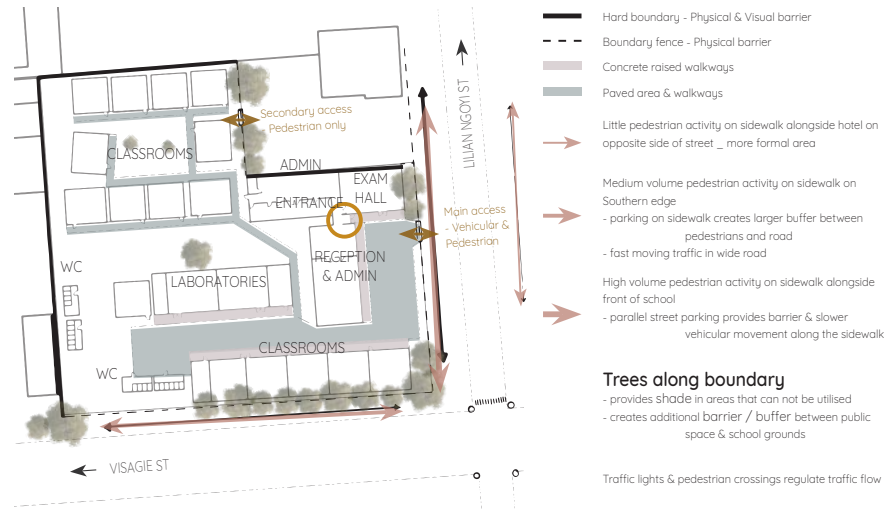 Hard boundary - Physical & Visual barrier
Boundary fence - Physical barrier
Concrete raised walkways
Paved area & walkways
Little pedestrian activity on sidewalk alongside hotel on
opposite side of street _ more formal area
Medium volume pedestrian activity on sidewalk on
Southern edge
- parking on sidewalk creates larger buffer between
pedestrians and road
- fast moving traffic in wide road
High volume pedestrian activity on sidewalk alongside
front of school
- parallel street parking provides barrier & slower
vehicular movement along the sidewalk
Trees along boundary
- provides shade in areas that can not be utilised
- creates additional barrier / buffer between public
space & school grounds
Traffic lights & pedestrian crossings regulate traffic flow
Secondary access
Pedestrian only
CLASSROOMS
ADMIN
EXAM
HALL
ENTRANCE
Main access
- Vehicular &
Pedestrian
RECEPTION
& ADMIN
WC
LABORATORIES
CLASSROOMS
WC
LILIAN NGOYI ST
VISAGIE ST